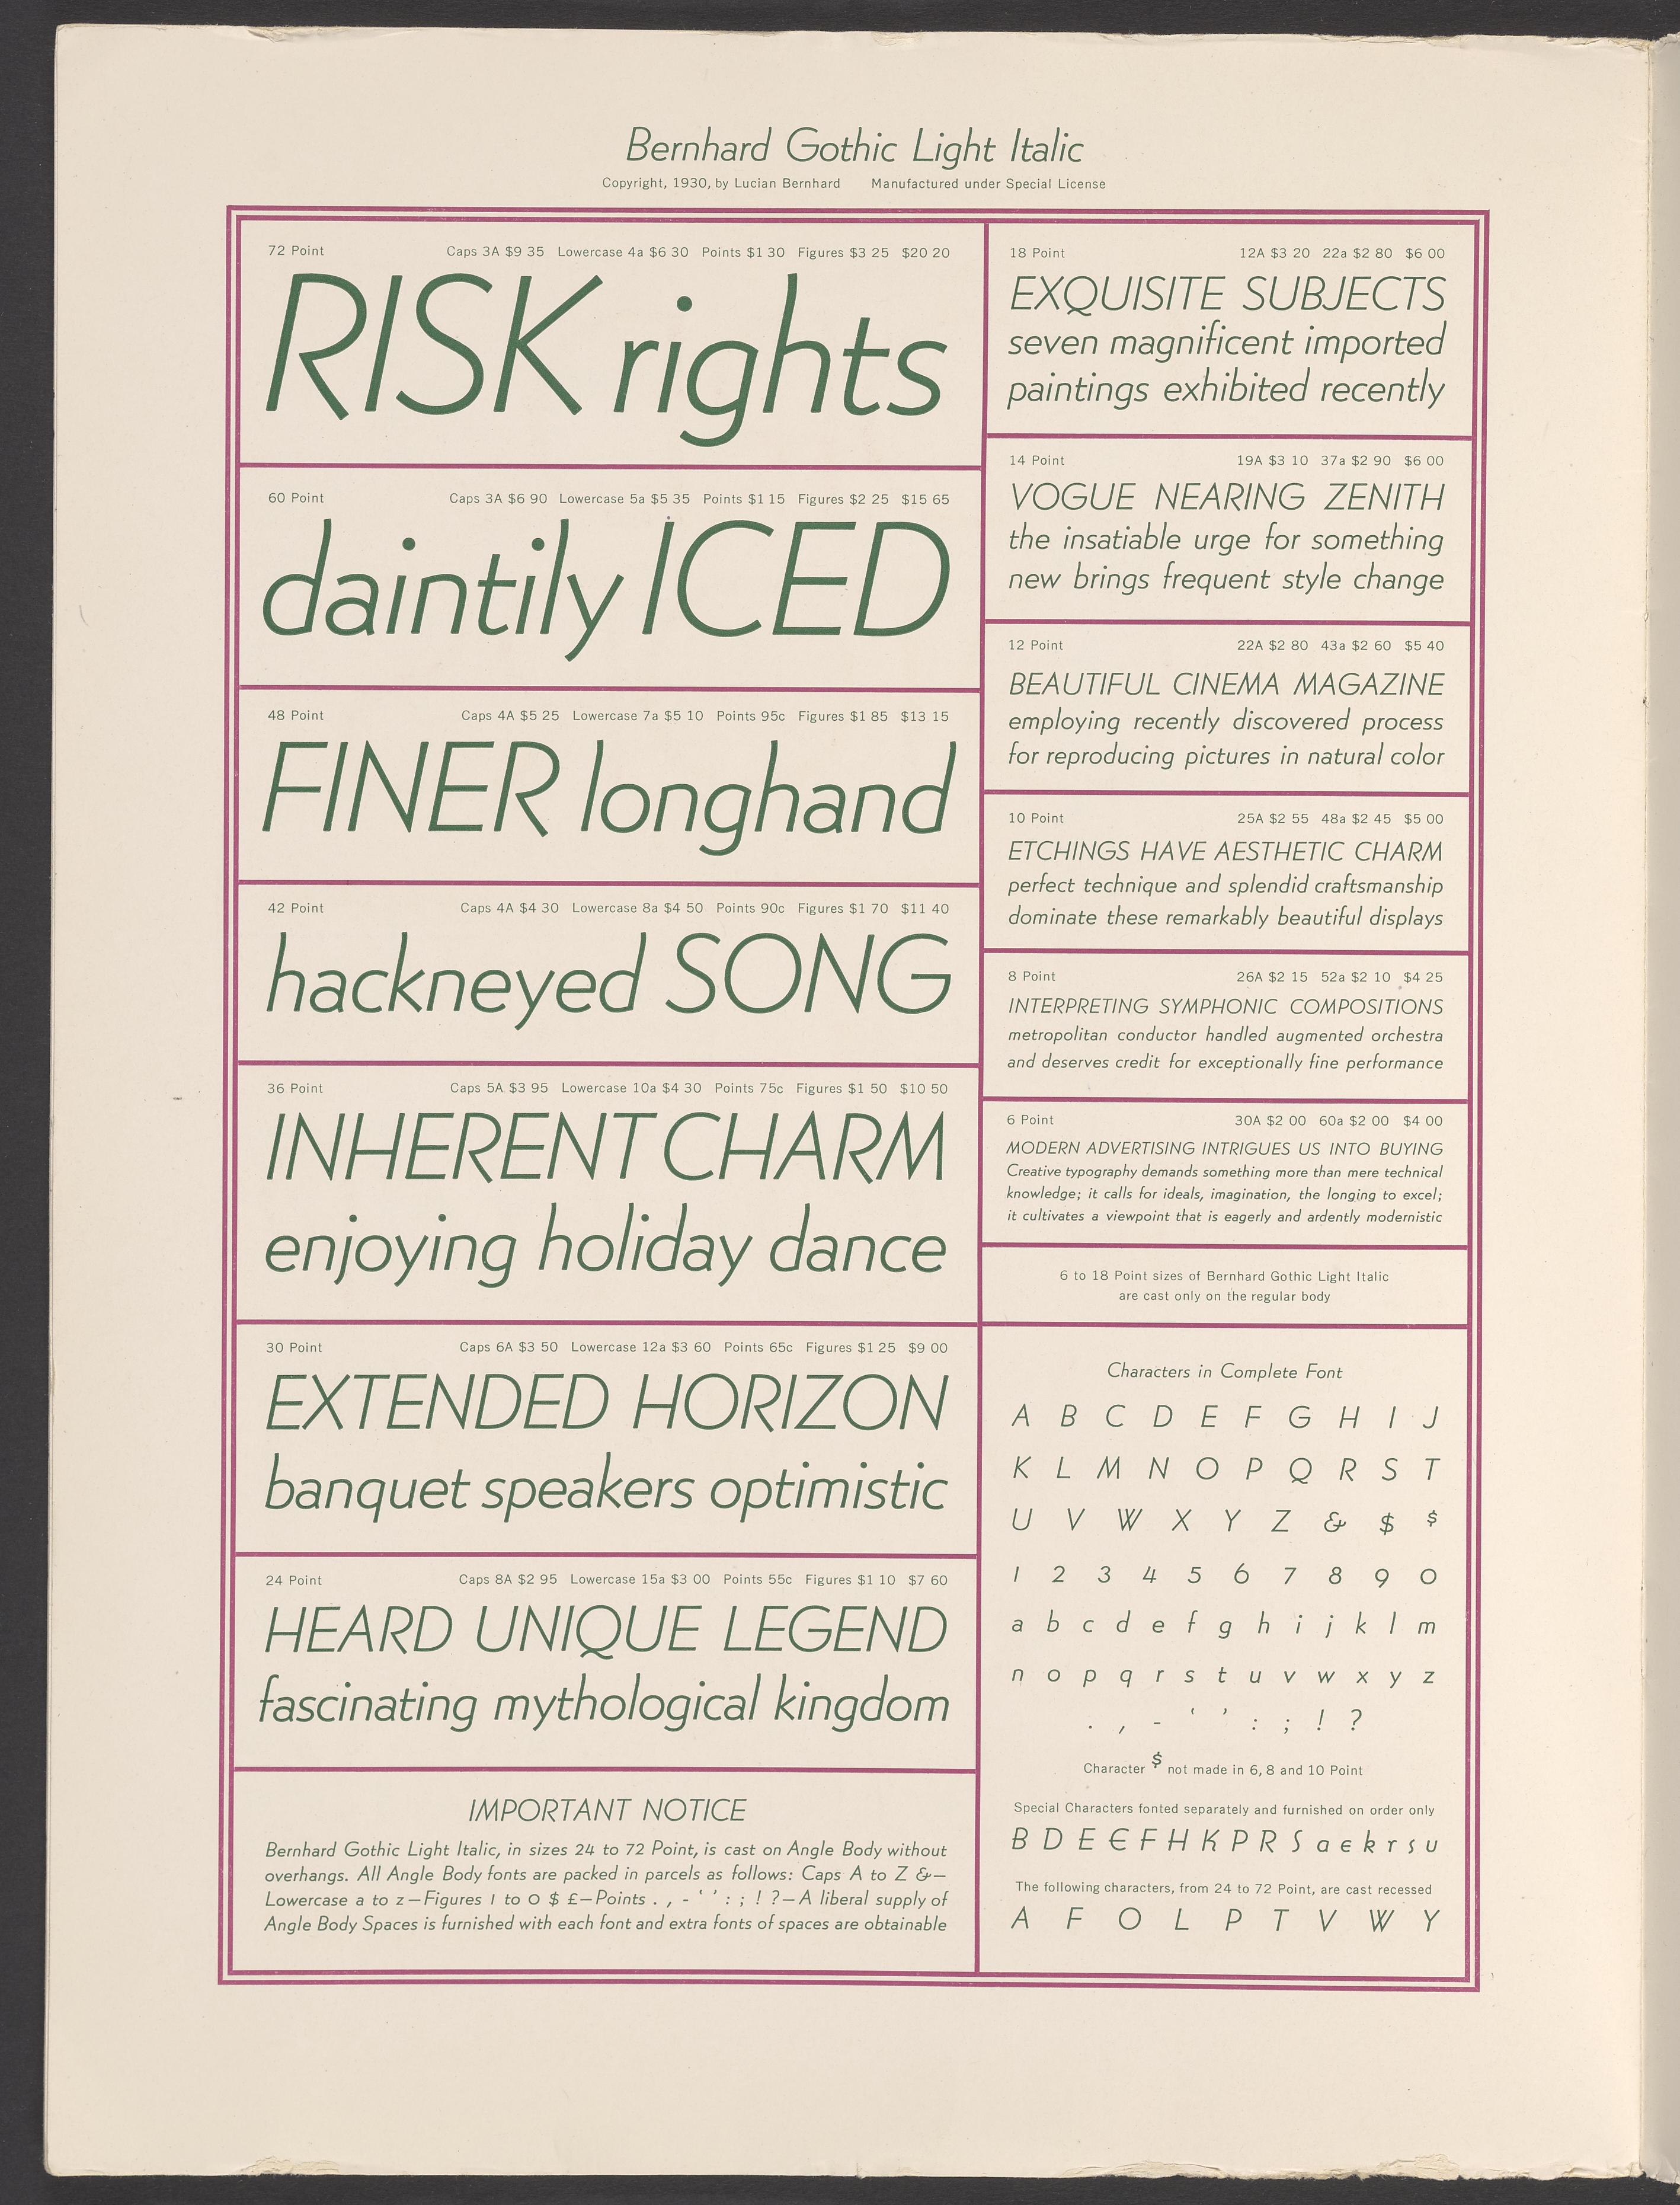 Bernhard Gothic Light Italic
Copyright, 1930, by Lucian Bernhard Manufactured under Special License
72 Point Caps 3A $9 35 Lowercase 4a $6 30 Points $1 30 Figures $3 25 $20 20
RISK rights
60 Point Caps 3A $6 90 Lowercase 5a $5 35 Points $1 15 Figures $2 25 $15 65
daintily ICED
48 Point Caps 4A $5 25 Lowercase 7a $5 10 Points 95c Figures $1 85 $13 15
FINER longhand
42 Point Caps 4A $4 30 Lowercase 8a $4 50 Points 90c Figures $1 70 $11 40
hackneyed SONG
36 Point Caps 5A $3 95 Lowercase 10a $4 30 Points 75c Figures $1 50 $10 50
INHERENT CHARM
enjoying holiday dance
30 Point Caps 6A $3 50 Lowercase 12a $3 60 Points 65c Figures $1 25 $9 00
EXTENDED HORIZON
banquet speakers optimistic
24 Point Caps 8A $2 95 Lowercase 15a $3 00 Points 55c Figures $1 10 $7 60
HEARD UNIQUE LEGEND
fascinating mythological kingdom
IMPORTANT NOTICE
Bernhard Gothic Light Italic, in sizes 24 to 72 Point, is cast on Angle Body without
overhangs. All Angle Body fonts are packed in parcels as follows: Caps A to Z &—
Lowercase a to z—Figures 1 to 0 $ £—Points . , - ‘ ’ : ; ! ?—A liberal supply of
Angle Body Spaces is furnished with each font and extra fonts of spaces are obtainable
18 Point 12A $3 20 22a $2 80 $6 00
EXQUISITE SUBJECTS
seven magnificent imported
paintings exhibited recently
14 Point 19A $3 10 37a $2 90 $6 00
VOGUE NEARING ZENITH
the insatiable urge for something
new brings frequent style change
12 Point 22A $2 80 43a $2 60 $5 40
BEAUTIFUL CINEMA MAGAZINE
employing recently discovered process
for reproducing pictures in natural color
10 Point 25A $2 55 48a $2 45 $5 00
ETCHINGS HAVE AESTHETIC CHARM
perfect technique and splendid craftsmanship
dominate these remarkably beautiful displays
8 Point 26A $2 15 52a $2 10 $4 25
INTERPRETING SYMPHONIC COMPOSITIONS
metropolitan conductor handled augmented orchestra
and deserves credit for exceptionally fine performance
6 Point 30A $2 00 60a $2 00 $4 00
MODERN ADVERTISING INTRIGUES US INTO BUYING
Creative typography demands something more than mere technical
knowledge; it calls for ideals, imagination, the longing to excel;
it cultivates a viewpoint that is eagerly and ardently modernistic
6 to 18 Point sizes of Bernhard Gothic Light Italic
are cast only on the regular body
Characters in Complete Font
A B C D E F G H I J
K L M N O P Q R S T
U V W X Y Z & $ $
1 2 3 4 5 6 7 8 9 0
a b c d e f g h i j k l m
n o p q r s t u v w x y z
. , - ‘ ’ : ; ! ?
Character $ not made in 6, 8 and 10 Point
Special Characters fonted separately and furnished on order only
B D E € F H K P R S a e k r s u
The following characters, from 24 to 72 Point, are cast recessed
A F O L P T V W Y